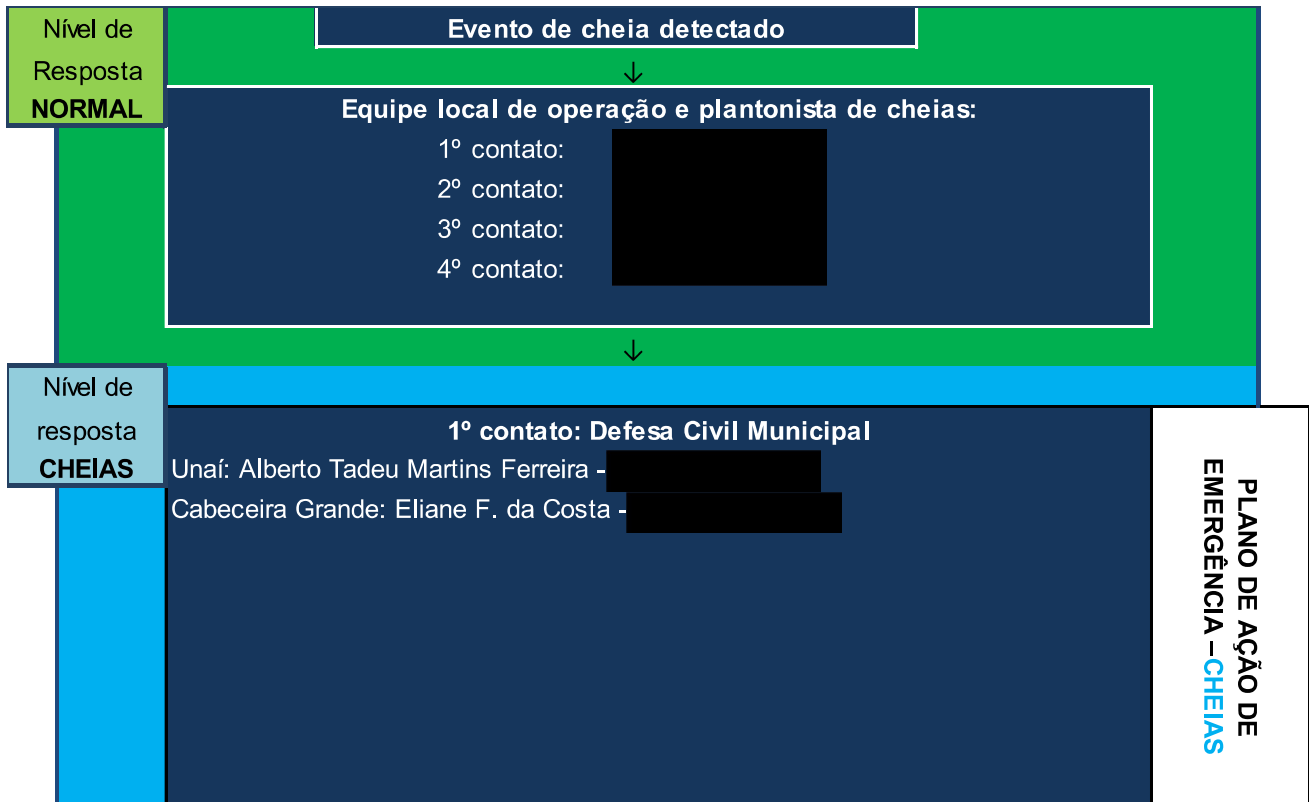 Nível de
Resposta
NORMAL
Evento de cheia detectado
↓
Equipe local de operação e plantonista de cheias:
1º contato:
2º contato:
3º contato:
4º contato:
↓
Nível de
resposta
CHEIAS
1º contato: Defesa Civil Municipal
Unaí: Alberto Tadeu Martins Ferreira -
Cabeceira Grande: Eliane F. da Costa -
PLANO DE AÇÃO DE
EMERGÊNCIA –CHEIAS